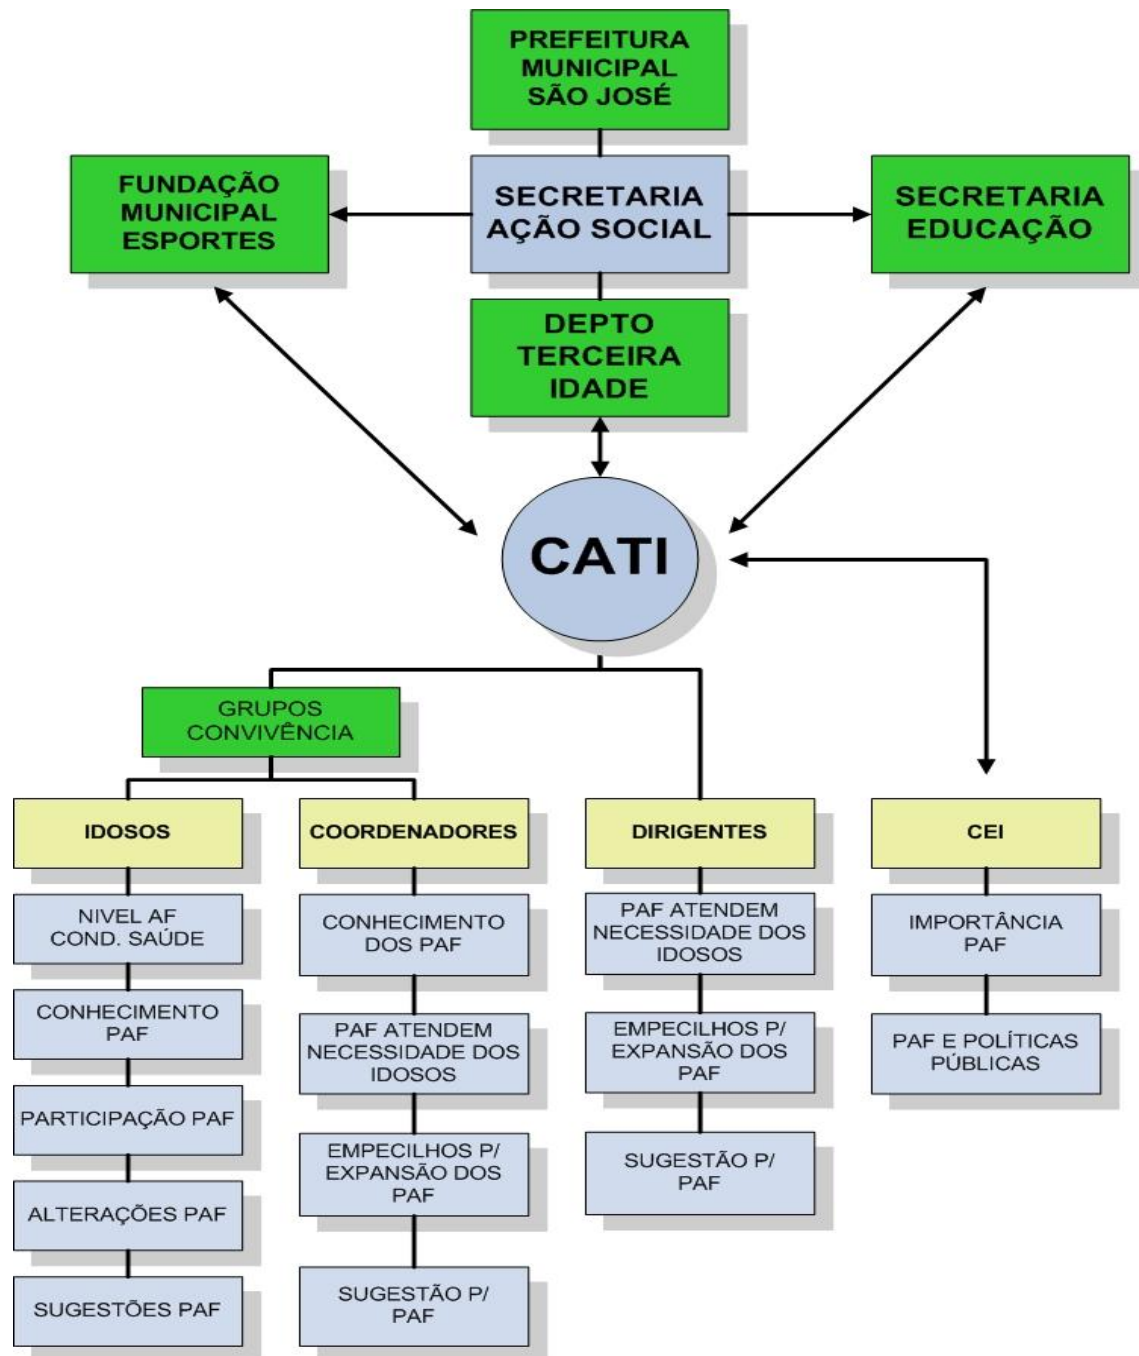 PREFEITURA
MUNICIPAL
SÃO JOSÉ
FUNDAÇÃO
MUNICIPAL
ESPORTES
SECRETARIA
AÇÃO SOCIAL
SECRETARIA
EDUCAÇÃO
DEPTO
TERCEIRA
IDADE
CATI
GRUPOS
CONVIVÊNCIA
IDOSOS
NIVEL AF
COND. SAÚDE
CONHECIMENTO
PAF
PARTICIPAÇÃO PAF
ALTERAÇÕES PAF
SUGESTÕES PAF
COORDENADORES
CONHECIMENTO
DOS PAF
PAF ATENDEM
NECESSIDADE DOS
IDOSOS
EMPECILHOS P/
EXPANSÃO DOS
PAF
SUGESTÃO P/
PAF
DIRIGENTES
PAF ATENDEM
NECESSIDADE DOS
IDOSOS
EMPECILHOS P/
EXPANSÃO DOS
PAF
SUGESTÃO P/
PAF
CEI
IMPORTÂNCIA
PAF
PAF E POLÍTICAS
PÚBLICAS